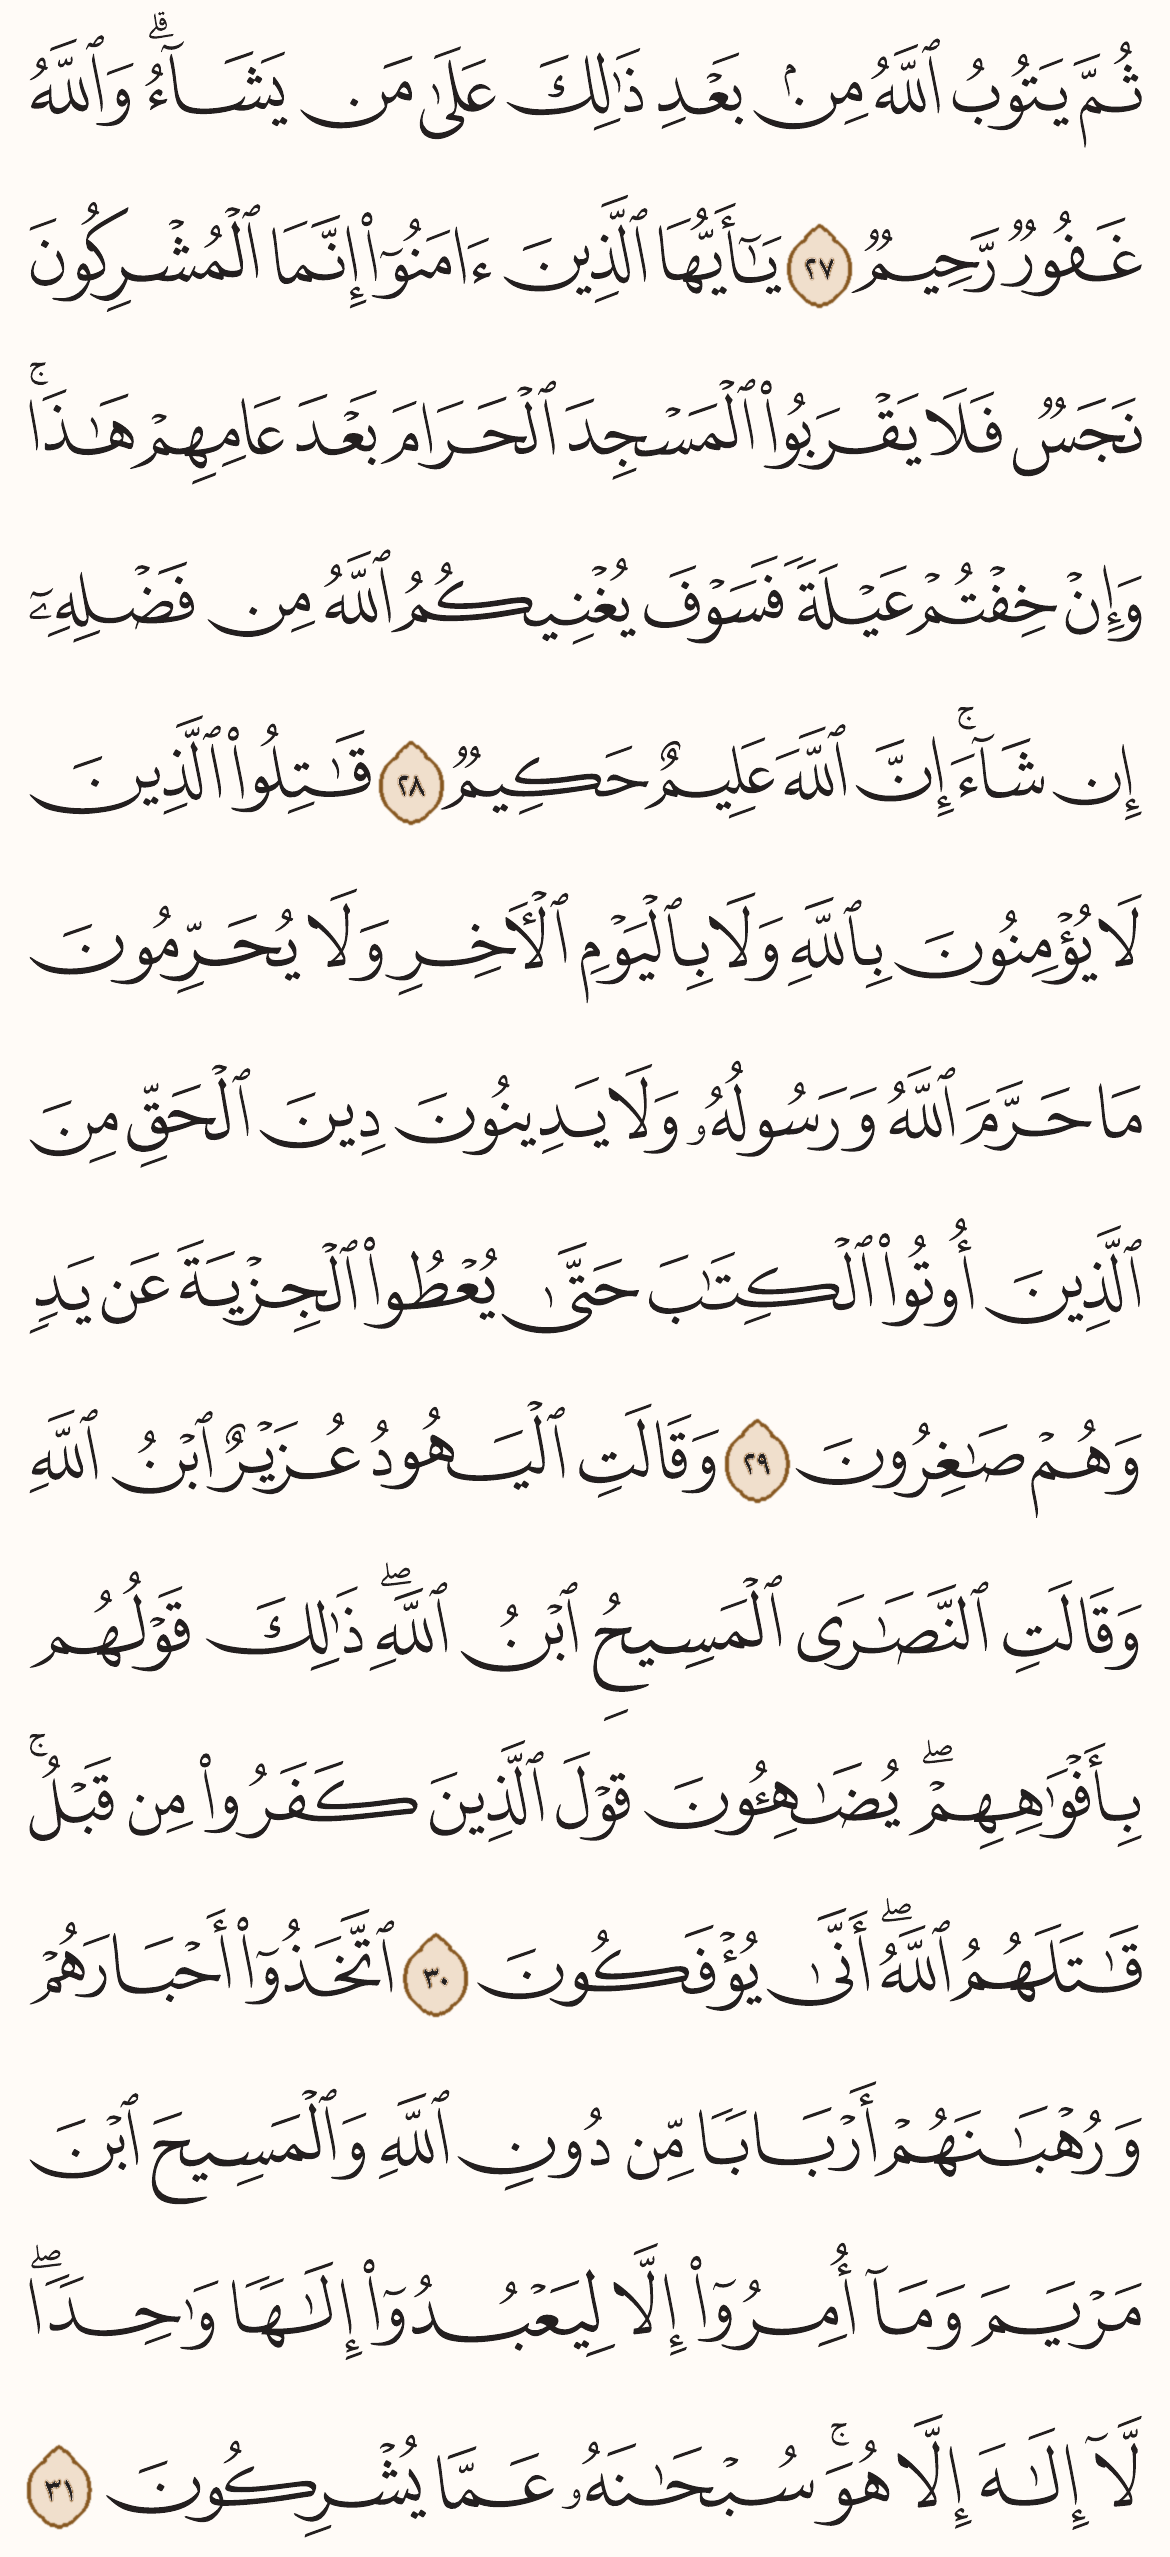 ثُمَّ يَتُوبُ ٱللَّهُ مِنۢ بَعْدِ ذَٰلِكَ عَلَىٰ مَن يَشَآءُ ۗ وَٱللَّهُ
غَفُورٌ رَّحِيمٌ ٢٧ يَٰٓأَيُّهَا ٱلَّذِينَ ءَامَنُوٓا۟ إِنَّمَا ٱلْمُشْرِكُونَ
نَجَسٌ فَلَا يَقْرَبُوا۟ ٱلْمَسْجِدَ ٱلْحَرَامَ بَعْدَ عَامِهِمْ هَٰذَا ۚ
وَإِنْ خِفْتُمْ عَيْلَةً فَسَوْفَ يُغْنِيكُمُ ٱللَّهُ مِن فَضْلِهِۦٓ
إِن شَآءَ ۚ إِنَّ ٱللَّهَ عَلِيمٌ حَكِيمٌ ٢٨ قَٰتِلُوا۟ ٱلَّذِينَ
لَا يُؤْمِنُونَ بِٱللَّهِ وَلَا بِٱلْيَوْمِ ٱلْأَخِرِ وَلَا يُحَرِّمُونَ
مَا حَرَّمَ ٱللَّهُ وَرَسُولُهُۥ وَلَا يَدِينُونَ دِينَ ٱلْحَقِّ مِنَ
ٱلَّذِينَ أُوتُوا۟ ٱلْكِتَٰبَ حَتَّىٰ يُعْطُوا۟ ٱلْجِزْيَةَ عَن يَدٍ
وَهُمْ صَٰغِرُونَ ٢٩ وَقَالَتِ ٱلْيَهُودُ عُزَيْرٌ ٱبْنُ ٱللَّهِ
وَقَالَتِ ٱلنَّصَٰرَى ٱلْمَسِيحُ ٱبْنُ ٱللَّهِ ۖ ذَٰلِكَ قَوْلُهُم
بِأَفْوَٰهِهِمْ ۖ يُضَٰهِـُٔونَ قَوْلَ ٱلَّذِينَ كَفَرُوا۟ مِن قَبْلُ ۚ
قَٰتَلَهُمُ ٱللَّهُ ۖ أَنَّىٰ يُؤْفَكُونَ ٣٠ ٱتَّخَذُوٓا۟ أَحْبَارَهُمْ
وَرُهْبَٰنَهُمْ أَرْبَابًا مِّن دُونِ ٱللَّهِ وَٱلْمَسِيحَ ٱبْنَ
مَرْيَمَ وَمَآ أُمِرُوٓا۟ إِلَّا لِيَعْبُدُوٓا۟ إِلَٰهًا وَٰحِدًا ۖ
لَّآ إِلَٰهَ إِلَّا هُوَ ۚ سُبْحَٰنَهُۥ عَمَّا يُشْرِكُونَ ٣١